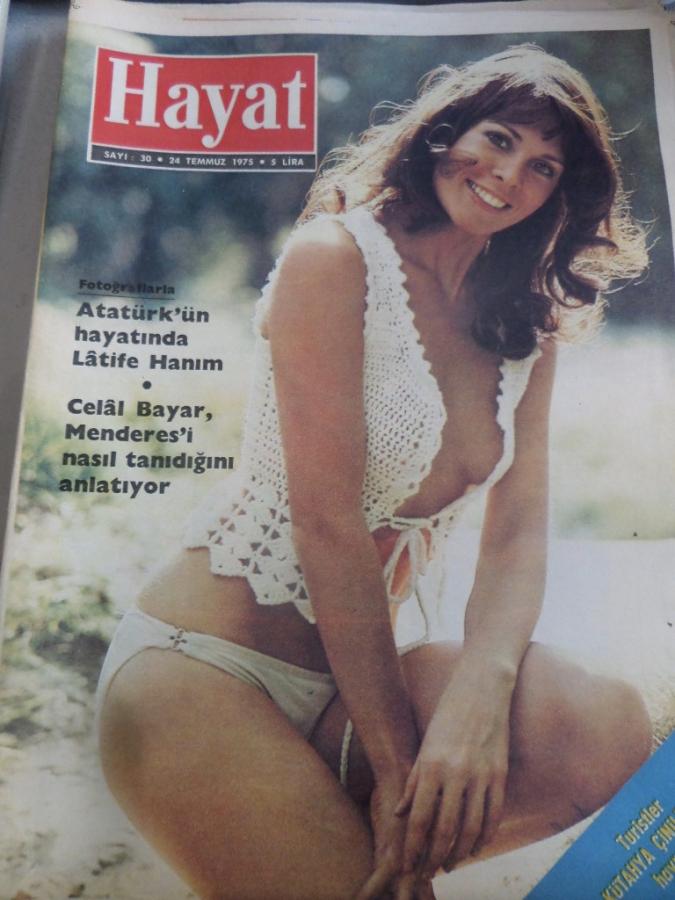 Hayat
SAYI : 30 • 24 TEMMUZ 1975 • 5 LİRA
Fotoğraflarla
Atatürk'ün
hayatında
Lâtife Hanım
•
Celâl Bayar,
Menderes'i
nasıl tanıdığını
anlatıyor
Turistler
KÜTAHYA